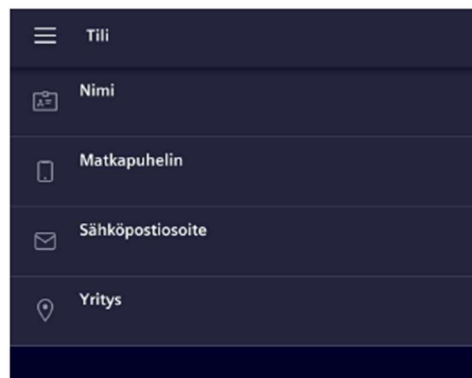 Tili
Nimi
Matkapuhelin
Sähköpostiosoite
Yritys